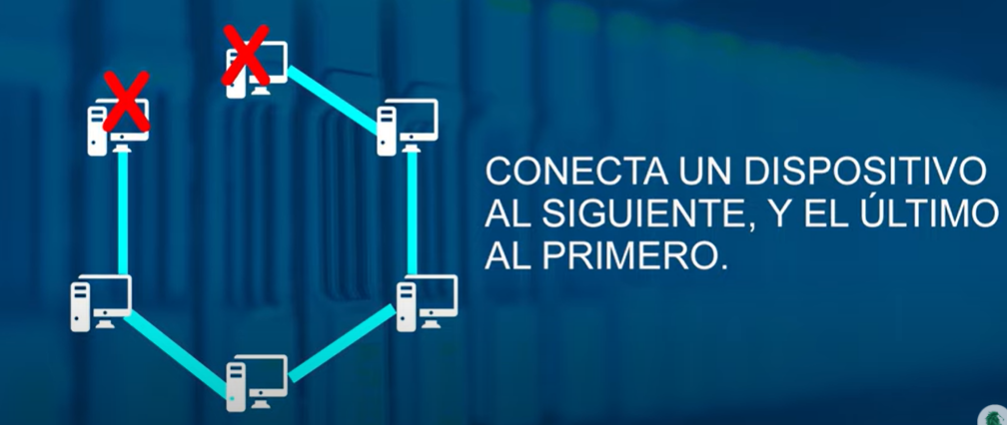 CONECTA UN DISPOSITIVO
AL SIGUIENTE, Y EL ÚLTIMO
AL PRIMERO.